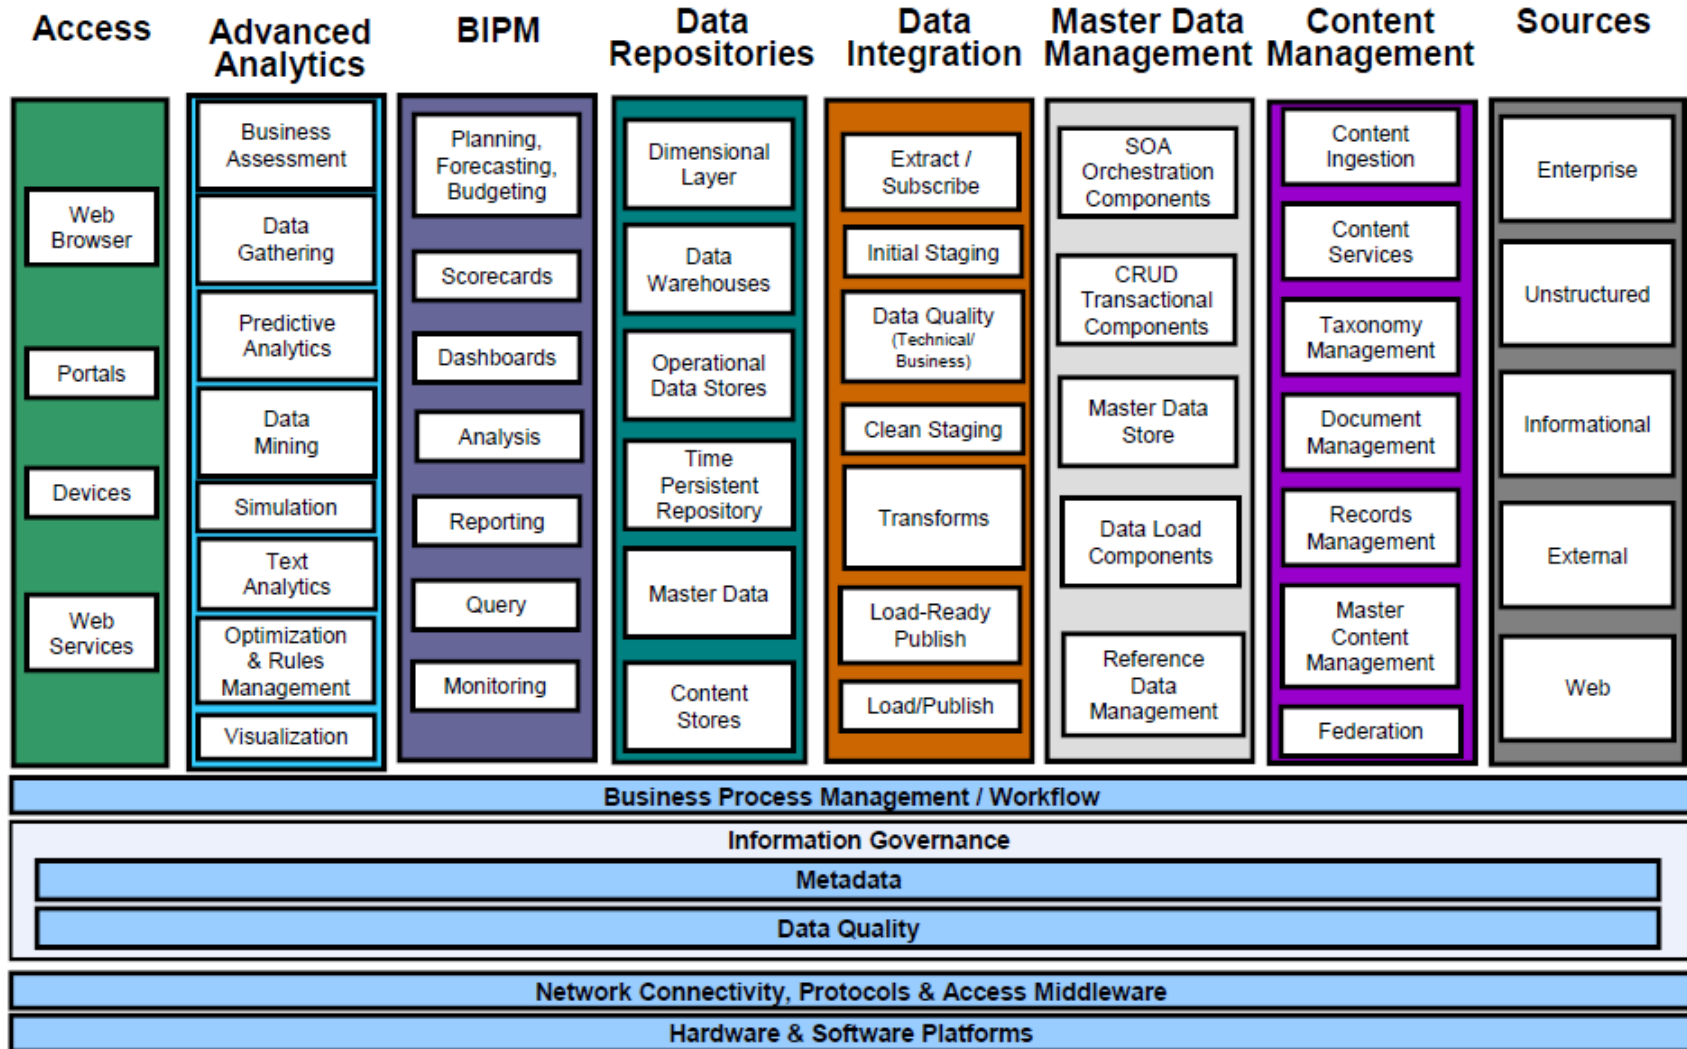 Access
Advanced
Analytics
BIPM
Data
Repositories
Data
Integration
Master Data
Management
Content
Management
Sources
Web
Browser
Portals
Devices
Web
Services
Business
Assessment
Data
Gathering
Predictive
Analytics
Data
Mining
Simulation
Text
Analytics
Optimization
& Rules
Management
Visualization
Planning,
Forecasting,
Budgeting
Scorecards
Dashboards
Analysis
Reporting
Query
Monitoring
Dimensional
Layer
Data
Warehouses
Operational
Data Stores
Time
Persistent
Repository
Master Data
Content
Stores
Extract /
Subscribe
Initial Staging
Data Quality
(Technical/
Business)
Clean Staging
Transforms
Load-Ready
Publish
Load/Publish
SOA
Orchestration
Components
CRUD
Transactional
Components
Master Data
Store
Data Load
Components
Reference
Data
Management
Content
Ingestion
Content
Services
Taxonomy
Management
Document
Management
Records
Management
Master
Content
Management
Federation
Enterprise
Unstructured
Informational
External
Web
Business Process Management / Workflow
Information Governance
Metadata
Data Quality
Network Connectivity, Protocols & Access Middleware
Hardware & Software Platforms